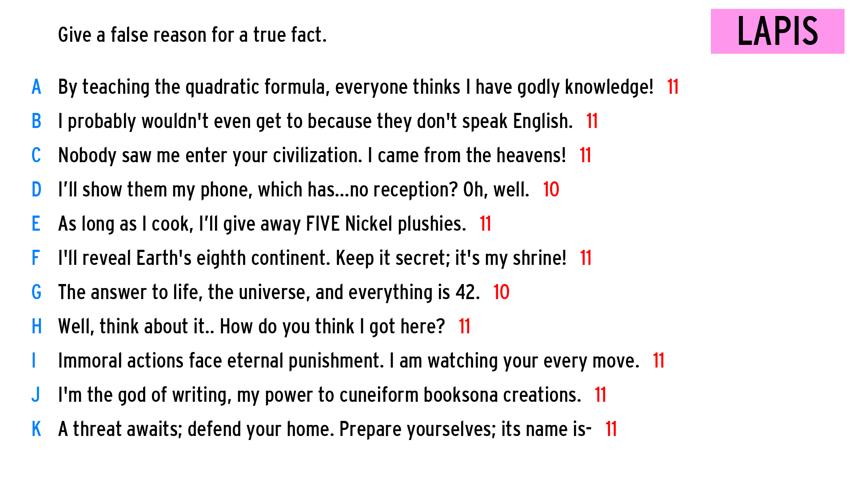 Give a false reason for a true fact.
LAPIS
A By teaching the quadratic formula, everyone thinks I have godly knowledge! 11
B I probably wouldn't even get to because they don't speak English. 11
C Nobody saw me enter your civilization. I came from the heavens! 11
D I'll show them my phone, which has...no reception? Oh, well. 10
E As long as I cook, I'll give away FIVE Nickel plushies. 11
F I'll reveal Earth's eighth continent. Keep it secret; it's my shrine! 11
G The answer to life, the universe, and everything is 42. 10
H Well, think about it.. How do you think I got here? 11
I Immoral actions face eternal punishment. I am watching your every move. 11
J I'm the god of writing, my power to cuneiform booksona creations. 11
K A threat awaits; defend your home. Prepare yourselves; its name is- 11